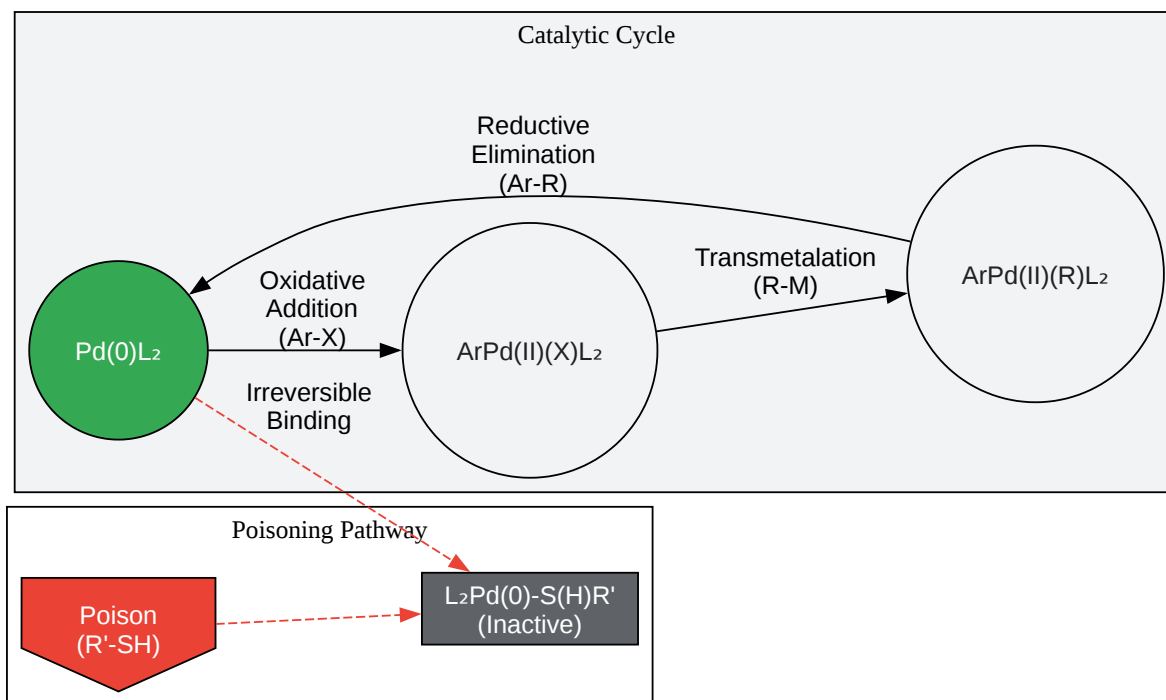 Catalytic Cycle
Reductive
Elimination
(Ar-R)
Transmetalation
(R-M)
ArPd(II)(R)L₂
Oxidative
Addition
(Ar-X)
Pd(0)L₂
ArPd(II)(X)L₂
Irreversible
Binding
Poisoning Pathway
Poison
(R'-SH)
L₂Pd(0)-S(H)R'
(Inactive)